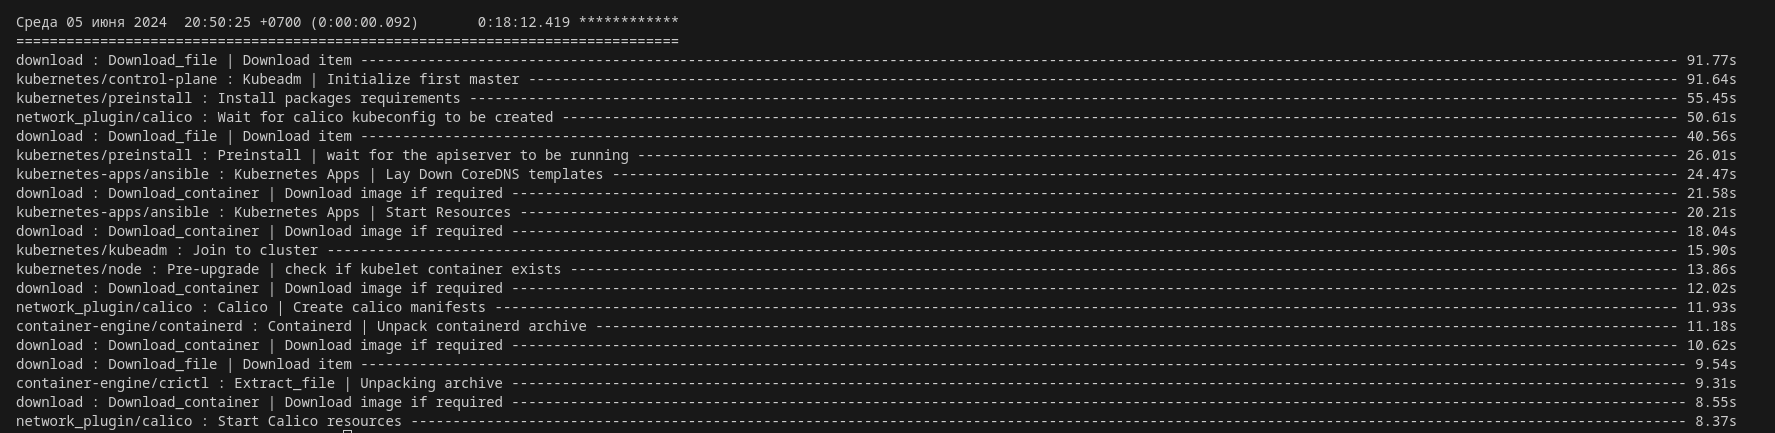 Среда 05 июня 2024  20:50:25 +0700 (0:00:00.092)       0:18:12.419 ************
===============================================================================
download : Download_file | Download item ------------------------------------------------------------ 91.77s
kubernetes/control-plane : Kubeadm | Initialize first master ------------------------------------------------------------ 91.64s
kubernetes/preinstall : Install packages requirements ------------------------------------------------------------ 55.45s
network_plugin/calico : Wait for calico kubeconfig to be created ------------------------------------------------------------ 50.61s
download : Download_file | Download item ------------------------------------------------------------ 40.56s
kubernetes/preinstall : Preinstall | wait for the apiserver to be running ------------------------------------------------------------ 26.01s
kubernetes-apps/ansible : Kubernetes Apps | Lay Down CoreDNS templates ------------------------------------------------------------ 24.47s
download : Download_container | Download image if required ------------------------------------------------------------ 21.58s
kubernetes-apps/ansible : Kubernetes Apps | Start Resources ------------------------------------------------------------ 20.21s
download : Download_container | Download image if required ------------------------------------------------------------ 18.04s
kubernetes/kubeadm : Join to cluster ------------------------------------------------------------ 15.90s
kubernetes/node : Pre-upgrade | check if kubelet container exists ------------------------------------------------------------ 13.86s
download : Download_container | Download image if required ------------------------------------------------------------ 12.02s
network_plugin/calico : Calico | Create calico manifests ------------------------------------------------------------ 11.93s
container-engine/containerd : Containerd | Unpack containerd archive ------------------------------------------------------------ 11.18s
download : Download_container | Download image if required ------------------------------------------------------------ 10.62s
download : Download_file | Download item ------------------------------------------------------------ 9.54s
container-engine/crictl : Extract_file | Unpacking archive ------------------------------------------------------------ 9.31s
download : Download_container | Download image if required ------------------------------------------------------------ 8.55s
network_plugin/calico : Start Calico resources ------------------------------------------------------------ 8.37s